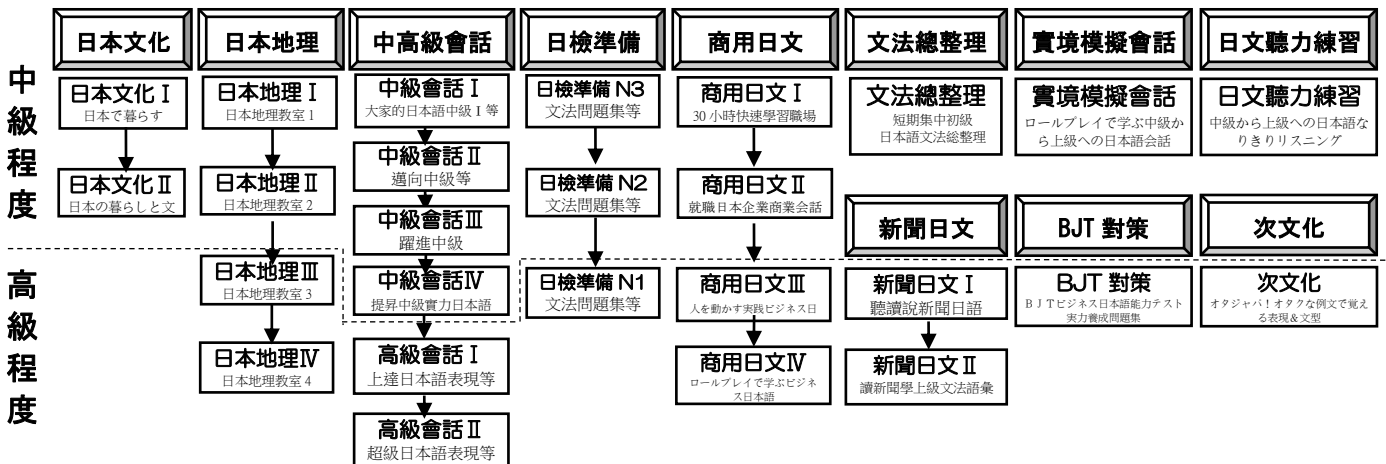 日本文化
日本地理
中高級會話
日檢準備
商用日文
文法總整理
實境模擬會話
日文聽力練習
中級程度
日本文化 I
日本で暮らす
日本文化 II
日本の暮らしと文
日本地理 I
日本地理教室 1
日本地理 II
日本地理教室 2
中級會話 I
大家的日本語中級 I 等
中級會話 II
邁向中級等
中級會話III
躍進中級
中級會話IV
提昇中級實力日本語
日檢準備 N3
文法問題集等
日檢準備 N2
文法問題集等
商用日文 I
30 小時快速學習職場
商用日文 II
就職日本企業商業会話
文法總整理
短期集中初級
日本語文法総整理
實境模擬會話
ロールプレイで学ぶ中級か
ら上級への日本語会話
日文聽力練習
中級から上級への日本語な
りきりリスニング
新聞日文
BJT 對策
次文化
高級程度
日本地理III
日本地理教室 3
日本地理IV
日本地理教室 4
高級會話 I
上達日本語表現等
高級會話 II
超級日本語表現等
日檢準備 N1
文法問題集等
商用日文III
人を動かす実践ビジネス日
商用日文IV
ロールプレイで学ぶビジネ
ス日本語
新聞日文 I
聽讀說新聞日語
新聞日文 II
讀新聞學上級文法語彙
BJT 對策
ＢＪＴビジネス日本語能力テスト
実力養成問題集
次文化
オタジャパ！オタクな例文で覚え
る表現＆文型